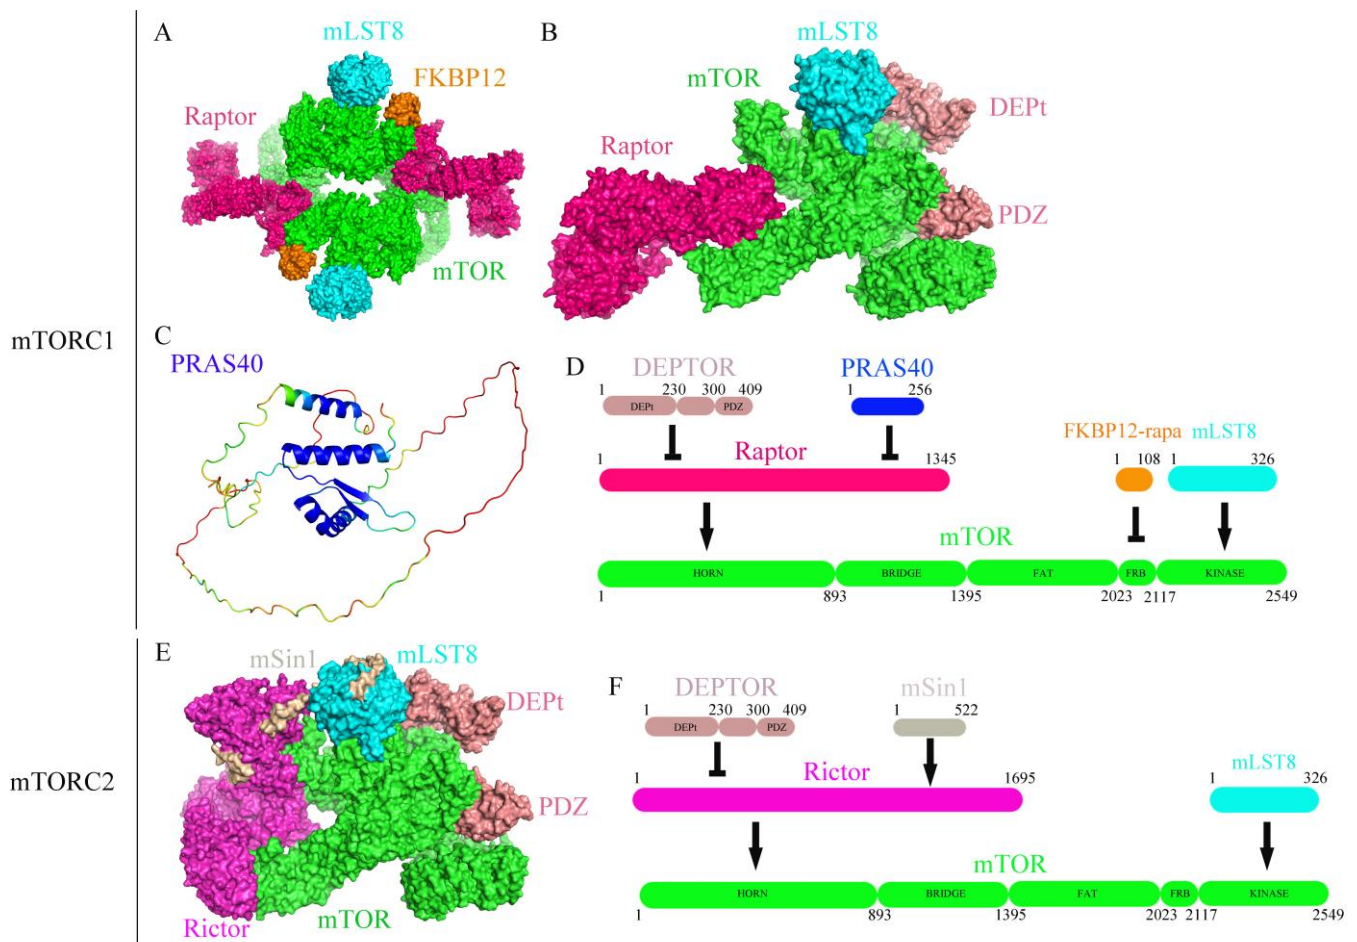 A
mLST8
FKBP12
Raptor
mTOR
B
mLST8
mTOR
DEPt
Raptor
PDZ
mTORC1
C
PRAS40
D
DEPTOR
PRAS40
1 230 300 409
1 256
DEPt PDZ
FKBP12-rapa mLST8
1 Raptor 1345
1 108 1 326
mTOR
HORN BRIDGE FAT FRB KINASE
1 893 1395 2023 2117 2549
mTORC2
E
mSin1 mLST8
DEPt
PDZ
Rictor
mTOR
F
DEPTOR
mSin1
1 230 300 409
1 522
DEPt PDZ
mLST8
1 Rictor 1695
1 326
mTOR
HORN BRIDGE FAT FRB KINASE
1 893 1395 2023 2117 2549